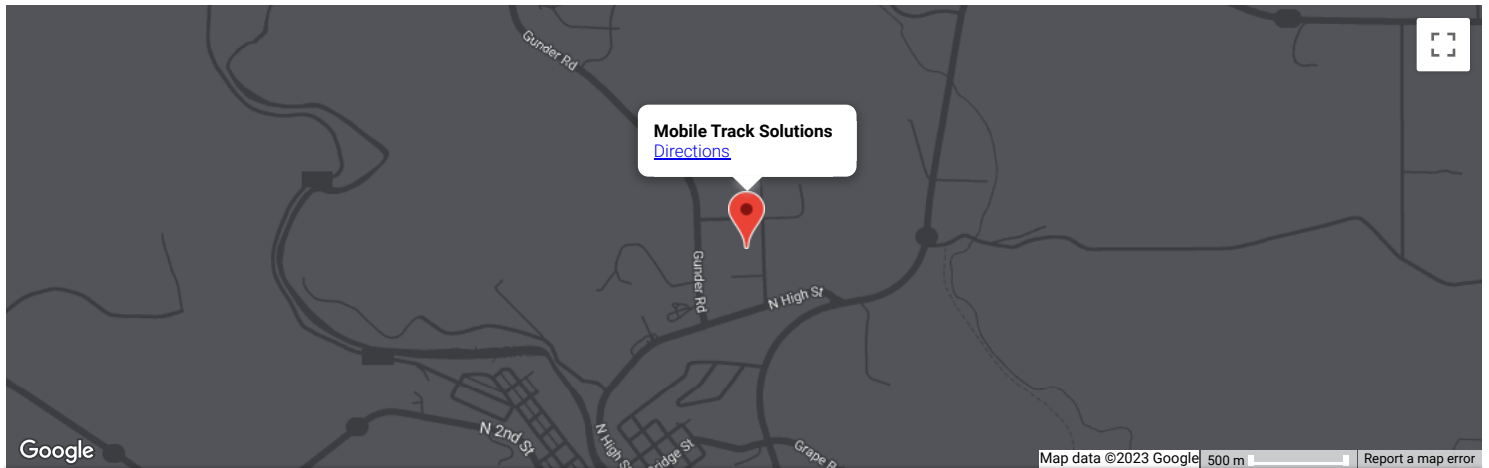 Gunder Rd
Mobile Track Solutions
Directions
Gunder Rd
N High St
N 2nd St
N High St
Bridge St
Google
Map data ©2023 Google
500 m
Report a map error